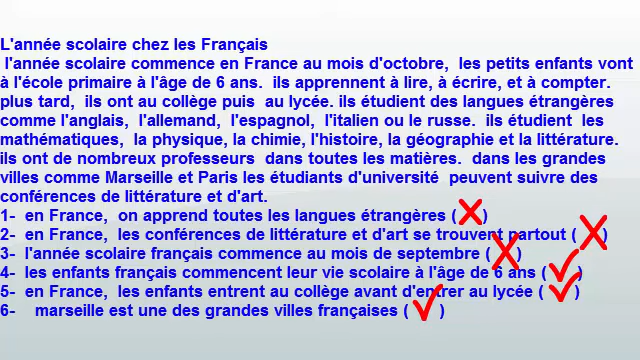 L'année scolaire chez les Français
l'année scolaire commence en France au mois d'octobre, les petits enfants vont
à l'école primaire à l'âge de 6 ans. ils apprennent à lire, à écrire, et à compter.
plus tard, ils ont au collège puis au lycée. ils étudient des langues étrangères
comme l'anglais, l'allemand, l'espagnol, l'italien ou le russe. ils étudient les
mathématiques, la physique, la chimie, l'histoire, la géographie et la littérature.
ils ont de nombreux professeurs dans toutes les matières. dans les grandes
villes comme Marseille et Paris les étudiants d'université peuvent suivre des
conférences de littérature et d'art.
1- en France, on apprend toutes les langues étrangères (❌)
2- en France, les conférences de littérature et d'art se trouvent partout (❌)
3- l'année scolaire français commence au mois de septembre (❌)
4- les enfants français commencent leur vie scolaire à l'âge de 6 ans (✓)
5- en France, les enfants entrent au collège avant d'entrer au lycée (✓)
6- marseille est une des grandes villes françaises (✓)